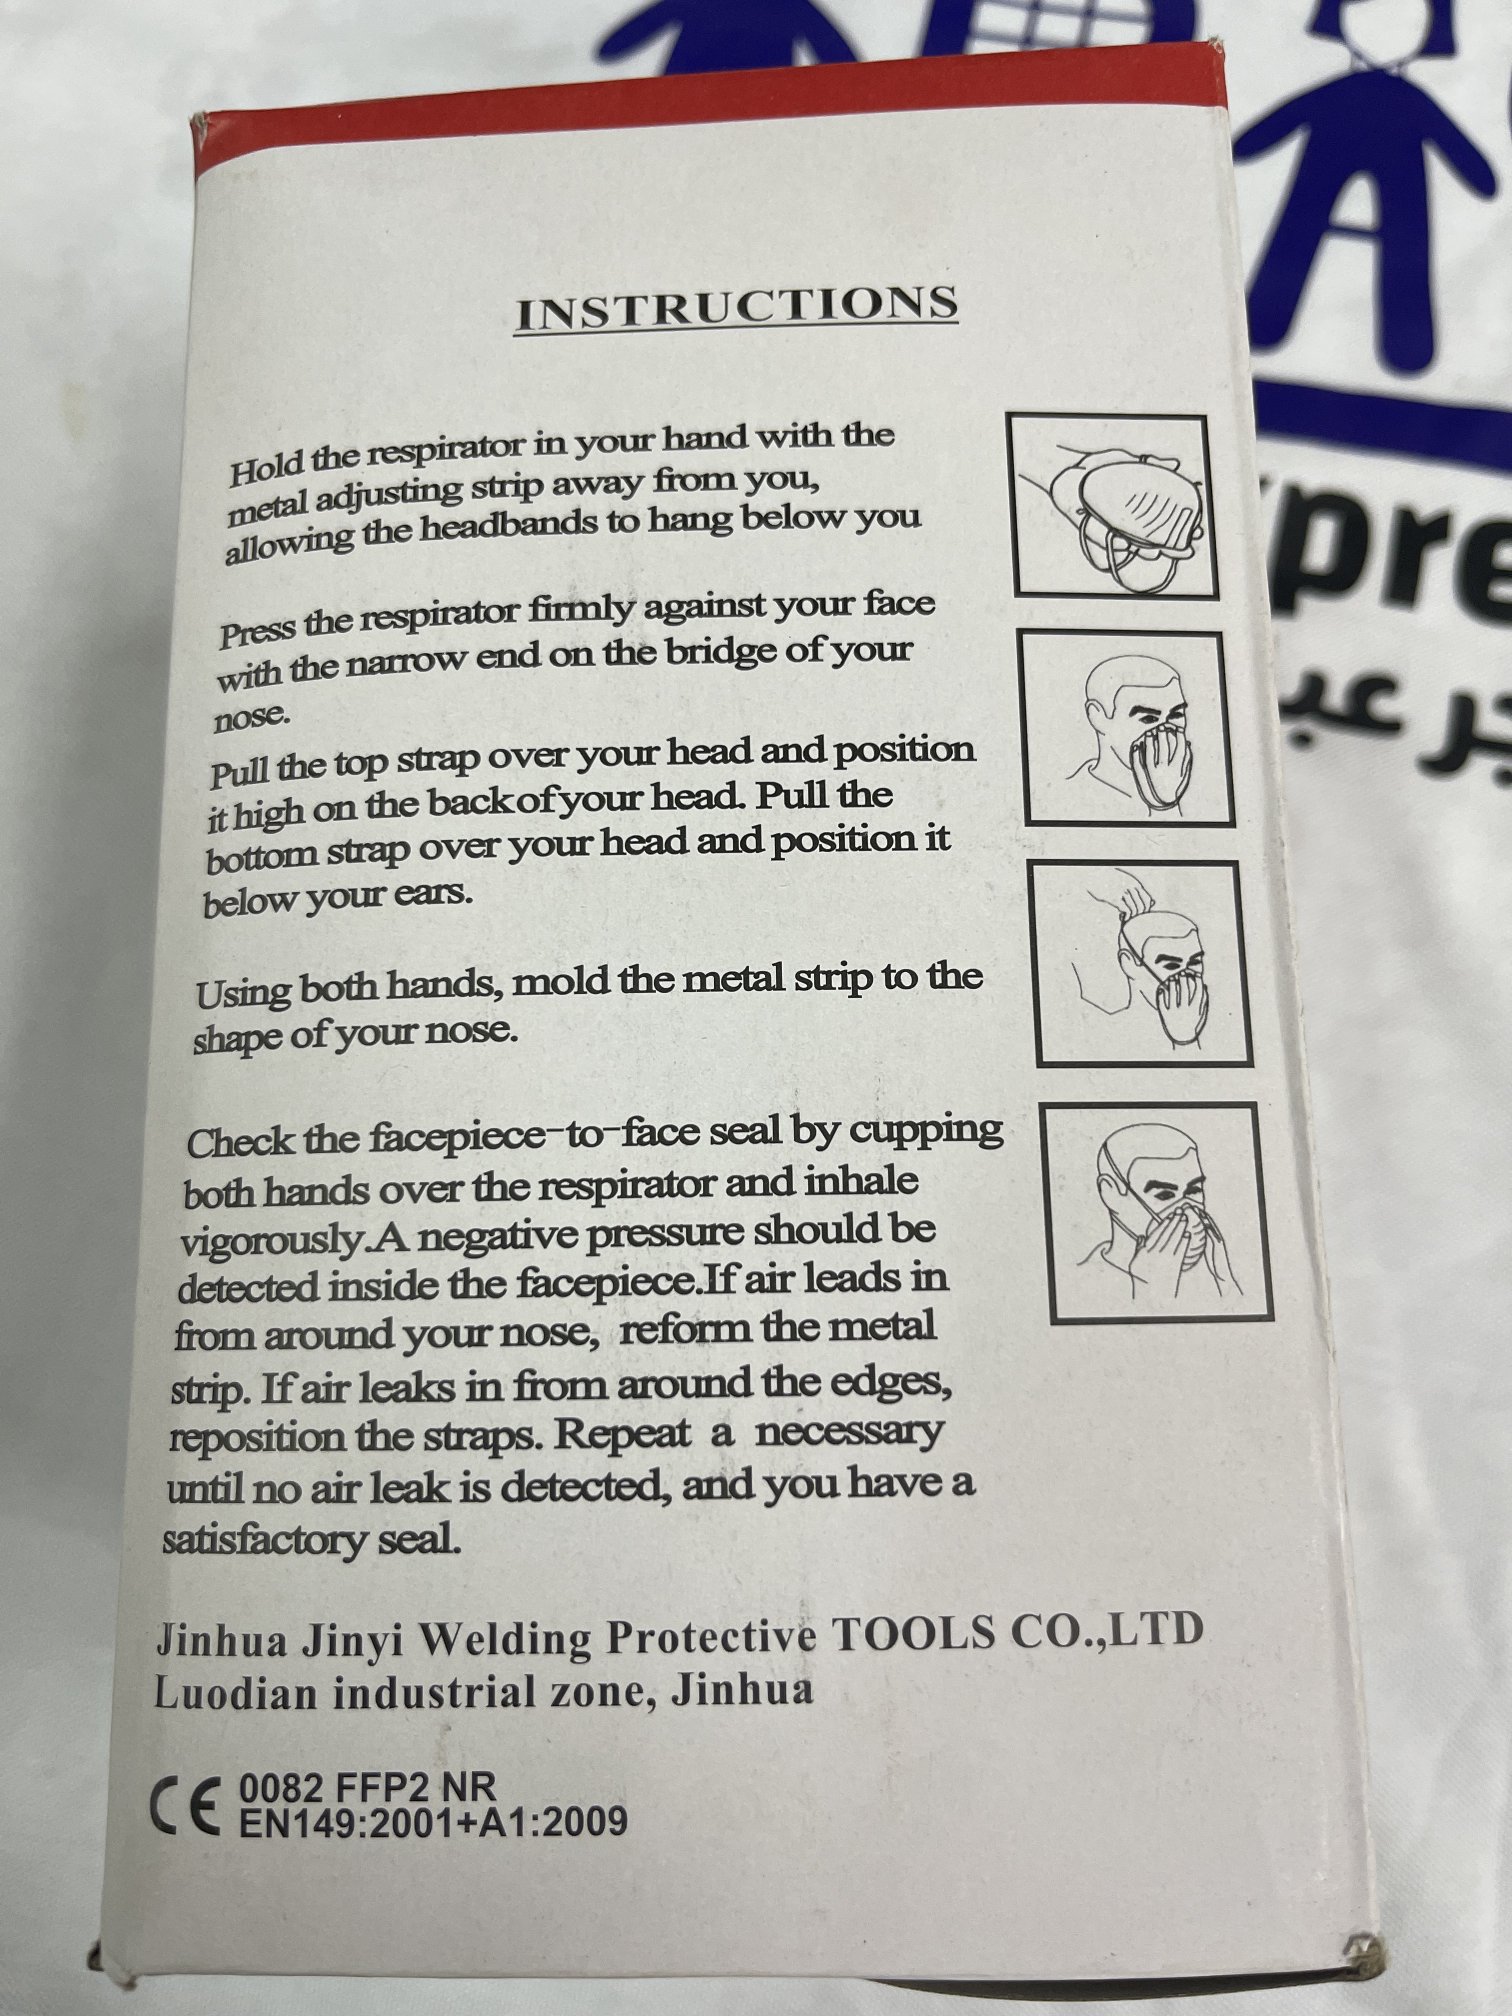 INSTRUCTIONS
Hold the respirator in your hand with the
metal adjusting strip away from you,
allowing the headbands to hang below you
Press the respirator firmly against your face
with the narrow end on the bridge of your
nose.
Pull the top strap over your head and position
it high on the back of your head. Pull the
bottom strap over your head and position it
below your ears.
Using both hands, mold the metal strip to the
shape of your nose.
Check the facepiece-to-face seal by cupping
both hands over the respirator and inhale
vigorously.A negative pressure should be
detected inside the facepiece.If air leads in
from around your nose, reform the metal
strip. If air leaks in from around the edges,
reposition the straps. Repeat a necessary
until no air leak is detected, and you have a
satisfactory seal.
Jinhua Jinyi Welding Protective TOOLS CO.,LTD
Luodian industrial zone, Jinhua
CE 0082 FFP2 NR
EN149:2001+A1:2009